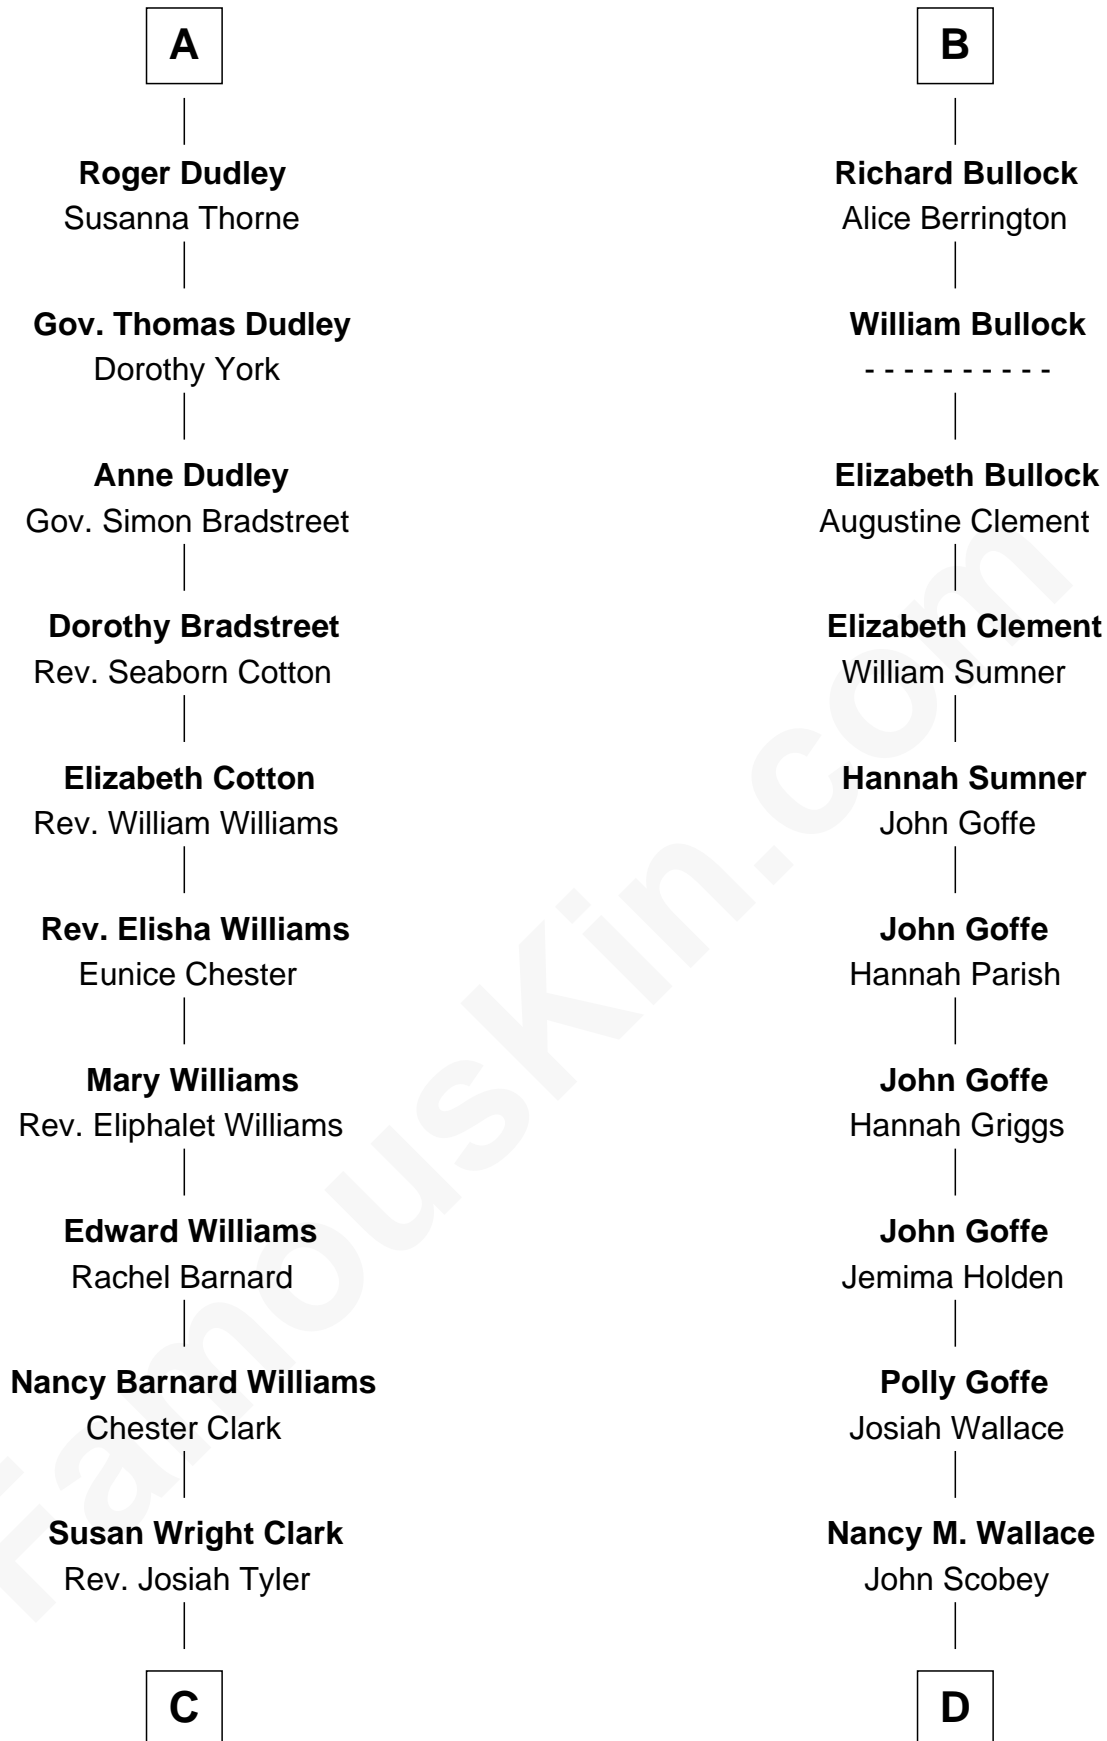 A
Roger Dudley
Susanna Thorne
Gov. Thomas Dudley
Dorothy York
Anne Dudley
Gov. Simon Bradstreet
Dorothy Bradstreet
Rev. Seaborn Cotton
Elizabeth Cotton
Rev. William Williams
Rev. Elisha Williams
Eunice Chester
Mary Williams
Rev. Eliphalet Williams
Edward Williams
Rachel Barnard
Nancy Barnard Williams
Chester Clark
Susan Wright Clark
Rev. Josiah Tyler
C
B
Richard Bullock
Alice Berrington
William Bullock
- - - - - - - - - -
Elizabeth Bullock
Augustine Clement
Elizabeth Clement
William Sumner
Hannah Sumner
John Goffe
John Goffe
Hannah Parish
John Goffe
Hannah Griggs
John Goffe
Jemima Holden
Polly Goffe
Josiah Wallace
Nancy M. Wallace
John Scobey
D
FamousKin.com